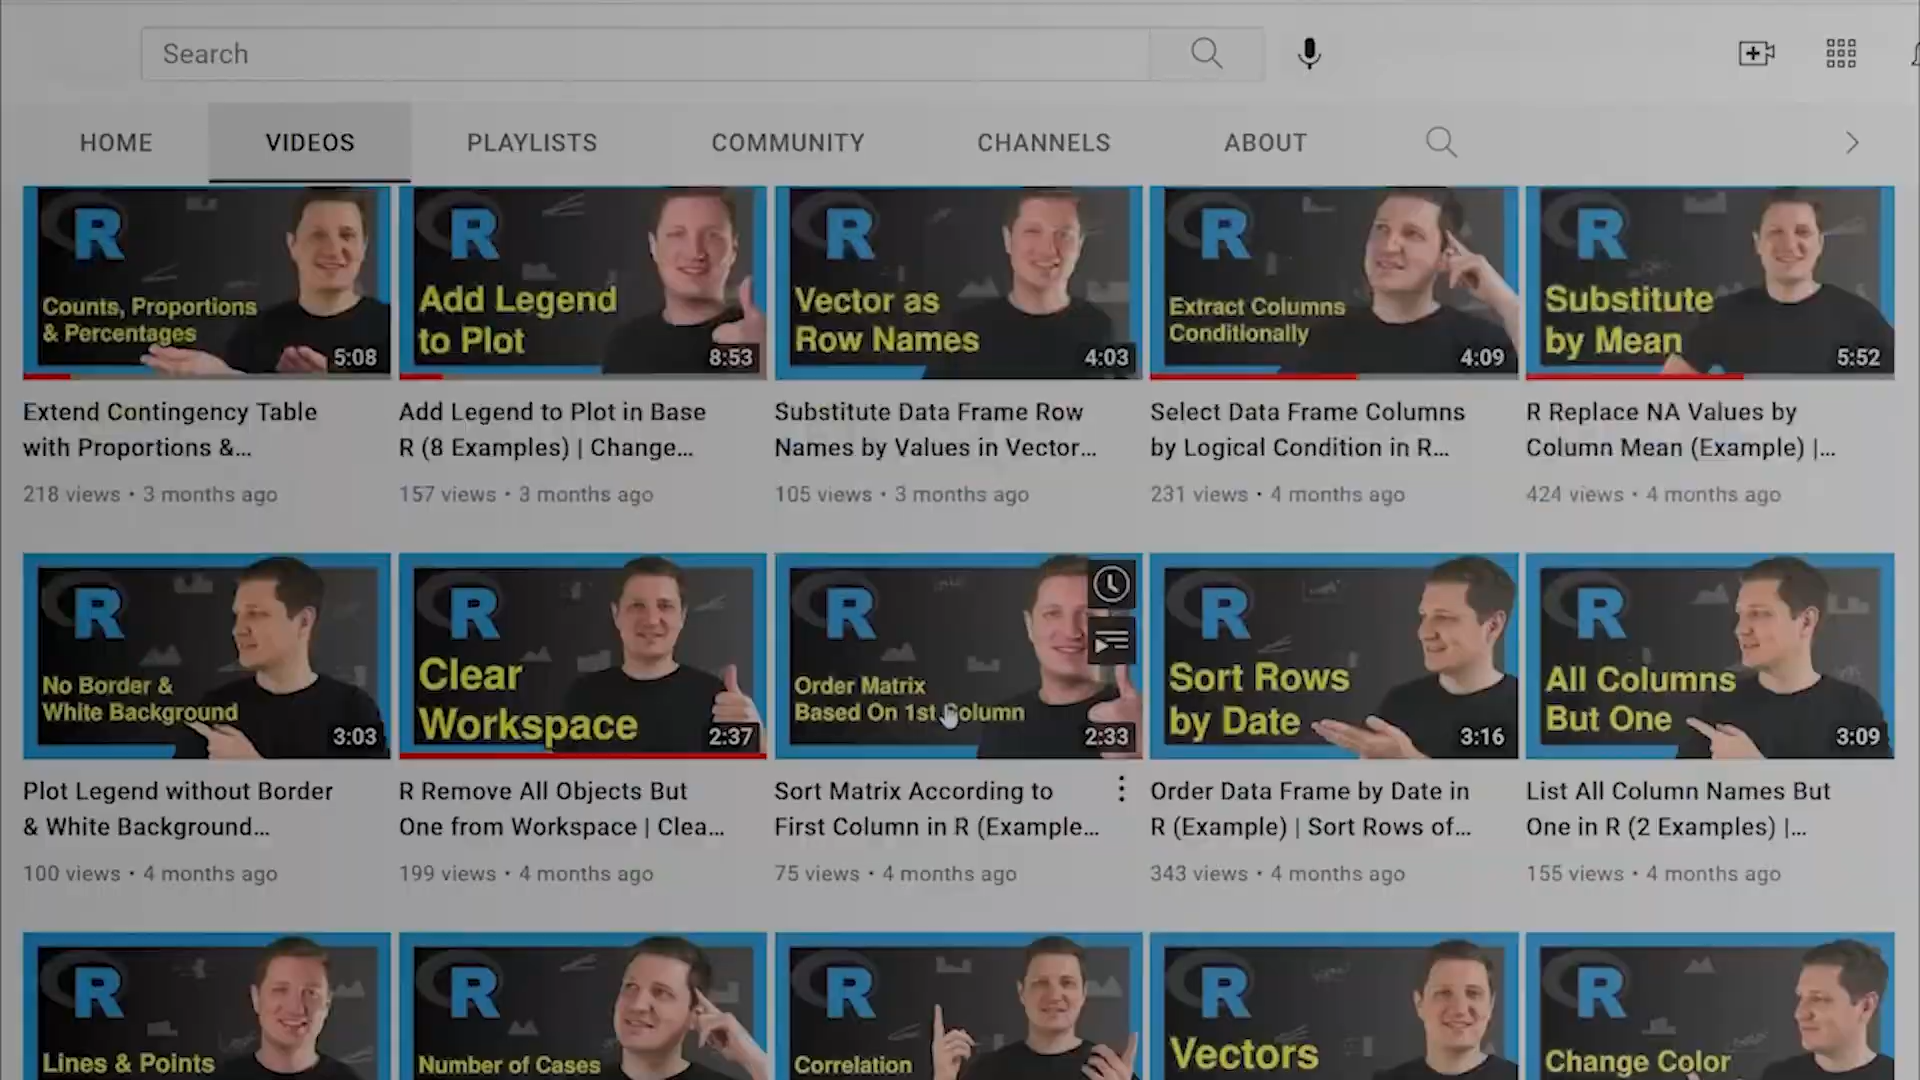 Search
HOME
VIDEOS
PLAYLISTS
COMMUNITY
CHANNELS
ABOUT
R
Counts, Proportions
& Percentages
5:08
R
Add Legend
to Plot
8:53
R
Vector as
Row Names
4:03
R
Extract Columns
Conditionally
4:09
R
Substitute
by Mean
5:52
Extend Contingency Table
with Proportions &...
218 views • 3 months ago
Add Legend to Plot in Base
R (8 Examples) | Change...
157 views • 3 months ago
Substitute Data Frame Row
Names by Values in Vector...
105 views • 3 months ago
Select Data Frame Columns
by Logical Condition in R...
231 views • 4 months ago
R Replace NA Values by
Column Mean (Example) |...
424 views • 4 months ago
R
No Border &
White Background
3:03
R
Clear
Workspace
2:37
R
Order Matrix
Based On 1st Column
2:33
R
Sort Rows
by Date
3:16
R
All Columns
But One
3:09
Plot Legend without Border
& White Background...
100 views • 4 months ago
R Remove All Objects But
One from Workspace | Clea...
199 views • 4 months ago
Sort Matrix According to
First Column in R (Example...
75 views • 4 months ago
Order Data Frame by Date in
R (Example) | Sort Rows of...
343 views • 4 months ago
List All Column Names But
One in R (2 Examples) |...
155 views • 4 months ago
R
Lines & Points
R
Number of Cases
R
Correlation
R
Vectors
R
Change Color